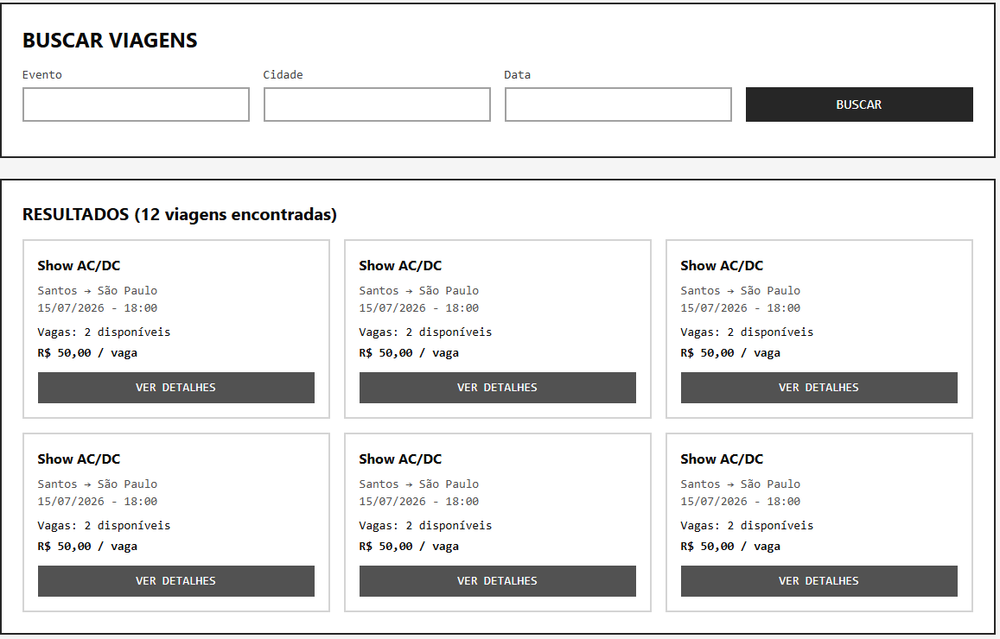 BUSCAR VIAGENS
Evento
Cidade
Data
BUSCAR
RESULTADOS (12 viagens encontradas)
Show AC/DC
Santos → São Paulo
15/07/2026 - 18:00
Vagas: 2 disponíveis
R$ 50,00 / vaga
VER DETALHES
Show AC/DC
Santos → São Paulo
15/07/2026 - 18:00
Vagas: 2 disponíveis
R$ 50,00 / vaga
VER DETALHES
Show AC/DC
Santos → São Paulo
15/07/2026 - 18:00
Vagas: 2 disponíveis
R$ 50,00 / vaga
VER DETALHES
Show AC/DC
Santos → São Paulo
15/07/2026 - 18:00
Vagas: 2 disponíveis
R$ 50,00 / vaga
VER DETALHES
Show AC/DC
Santos → São Paulo
15/07/2026 - 18:00
Vagas: 2 disponíveis
R$ 50,00 / vaga
VER DETALHES
Show AC/DC
Santos → São Paulo
15/07/2026 - 18:00
Vagas: 2 disponíveis
R$ 50,00 / vaga
VER DETALHES